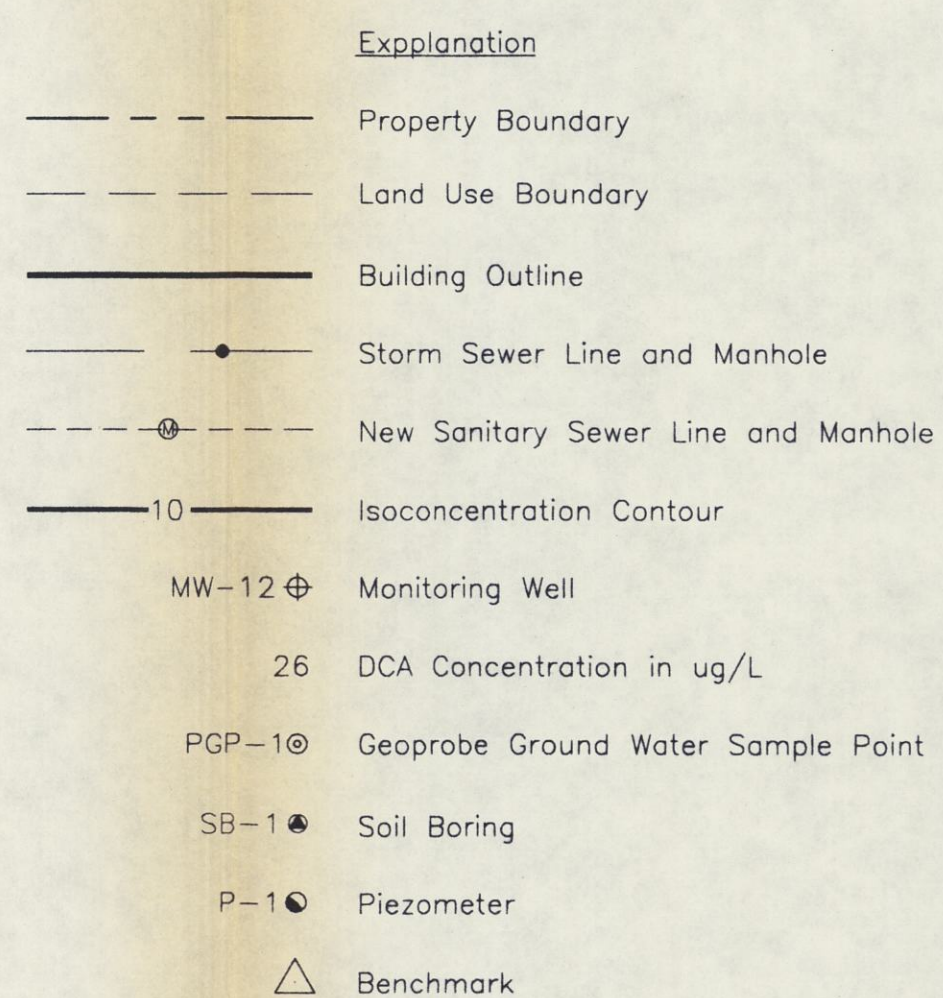 Expplanation
Property Boundary
Land Use Boundary
Building Outline
Storm Sewer Line and Manhole
M New Sanitary Sewer Line and Manhole
10 Isoconcentration Contour
MW-12 Monitoring Well
26 DCA Concentration in ug/L
PGP-1 Geoprobe Ground Water Sample Point
SB-1 Soil Boring
P-1 Piezometer
Benchmark